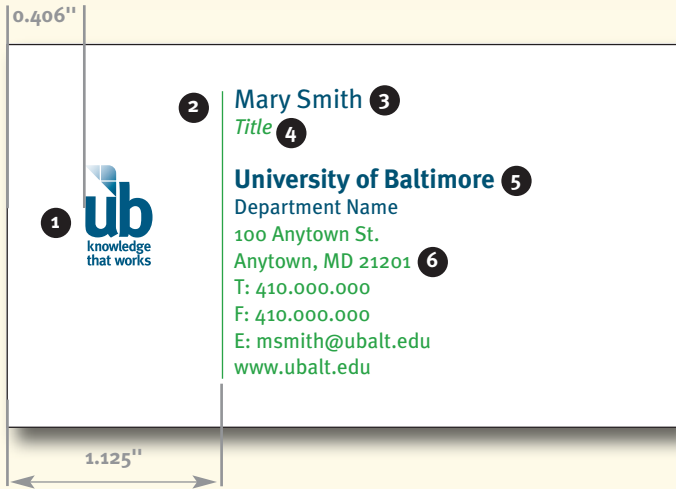 0.406"
2
Mary Smith 3
Title 4
University of Baltimore 5
1
ub
knowledge
that works
Department Name
100 Anytown St.
Anytown, MD 21201 6
T: 410.000.000
F: 410.000.000
E: msmith@ubalt.edu
www.ubalt.edu
1.125"